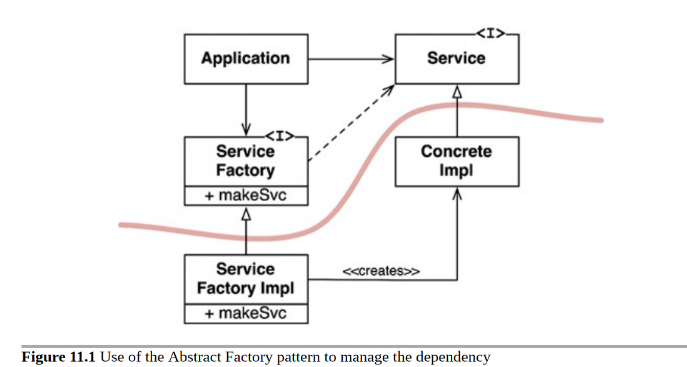 <I>
Application
Service
<I>
Service
Factory
+ makeSvc
Concrete
Impl
Service
Factory Impl
+ makeSvc
<<creates>>
Figure 11.1 Use of the Abstract Factory pattern to manage the dependency